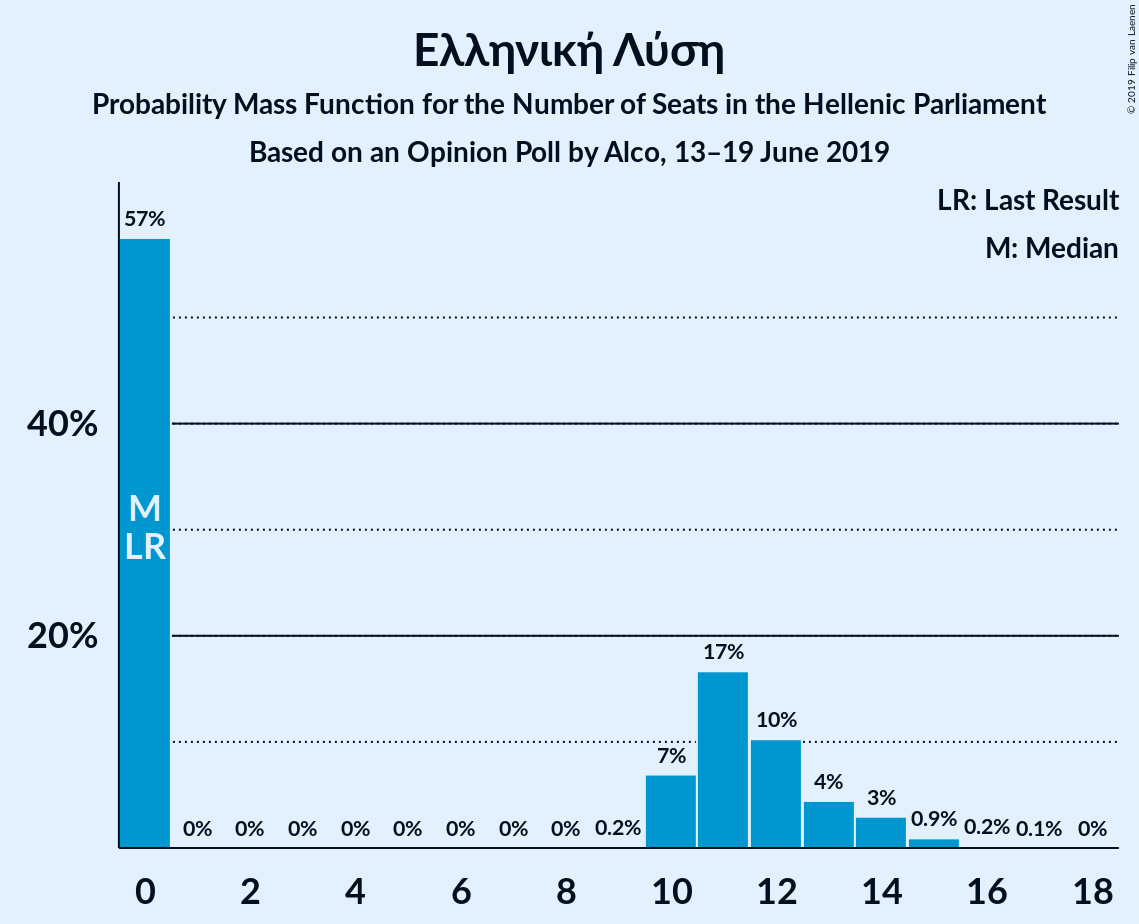 Ελληνική Λύση
Probability Mass Function for the Number of Seats in the Hellenic Parliament
Based on an Opinion Poll by Alco, 13–19 June 2019
© 2019 Filip van Laenen
LR: Last Result
M: Median
57%
40%
M
LR
20%
17%
10%
7%
4%
3%
0% 0% 0% 0% 0% 0% 0% 0% 0.2% 0.9% 0.2% 0.1% 0%
0 2 4 6 8 10 12 14 16 18